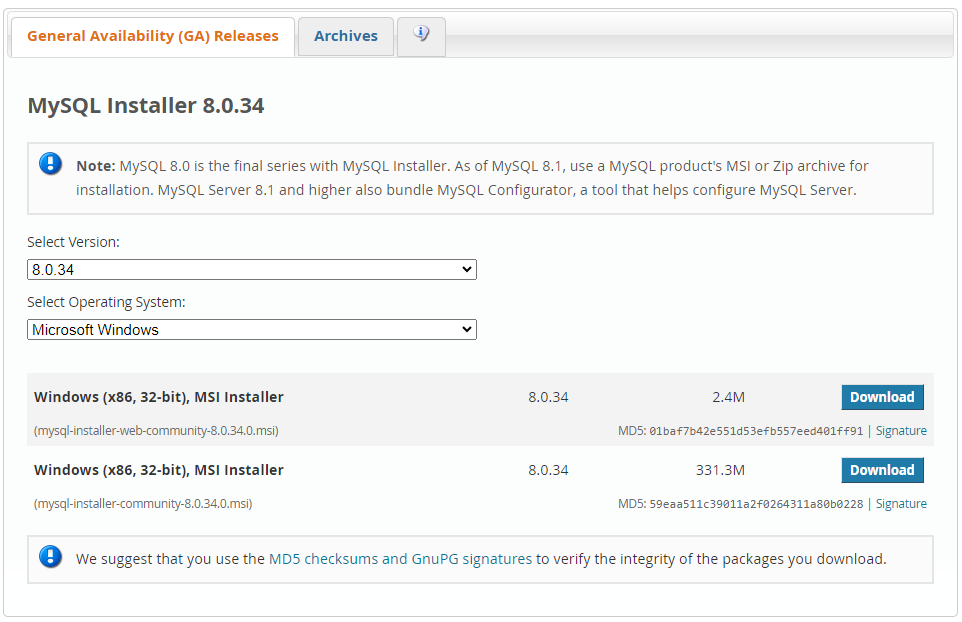 General Availability (GA) Releases
Archives
MySQL Installer 8.0.34
Note: MySQL 8.0 is the final series with MySQL Installer. As of MySQL 8.1, use a MySQL product's MSI or Zip archive for
installation. MySQL Server 8.1 and higher also bundle MySQL Configurator, a tool that helps configure MySQL Server.
Select Version:
8.0.34
Select Operating System:
Microsoft Windows
Windows (x86, 32-bit), MSI Installer 8.0.34 2.4M Download
(mysql-installer-web-community-8.0.34.0.msi) MD5: 01baf7b42e551d53efb557eed401ff91 | Signature
Windows (x86, 32-bit), MSI Installer 8.0.34 331.3M Download
(mysql-installer-community-8.0.34.0.msi) MD5: 59eaa511c39011a2f0264311a80b0228 | Signature
We suggest that you use the MD5 checksums and GnuPG signatures to verify the integrity of the packages you download.